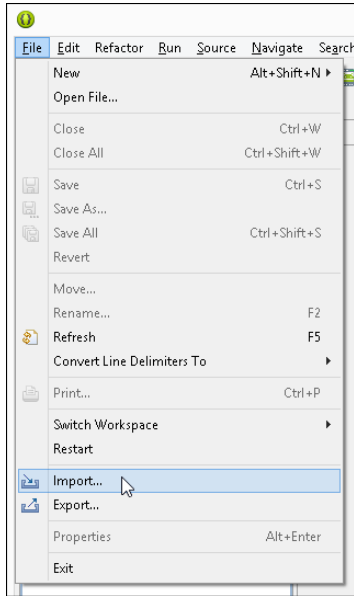 File Edit Refactor Run Source Navigate Search
New Alt+Shift+N
Open File...
Close Ctrl+W
Close All Ctrl+Shift+W
Save Ctrl+S
Save As...
Save All Ctrl+Shift+S
Revert
Move...
Rename... F2
Refresh F5
Convert Line Delimiters To
Print... Ctrl+P
Switch Workspace
Restart
Import...
Export...
Properties Alt+Enter
Exit